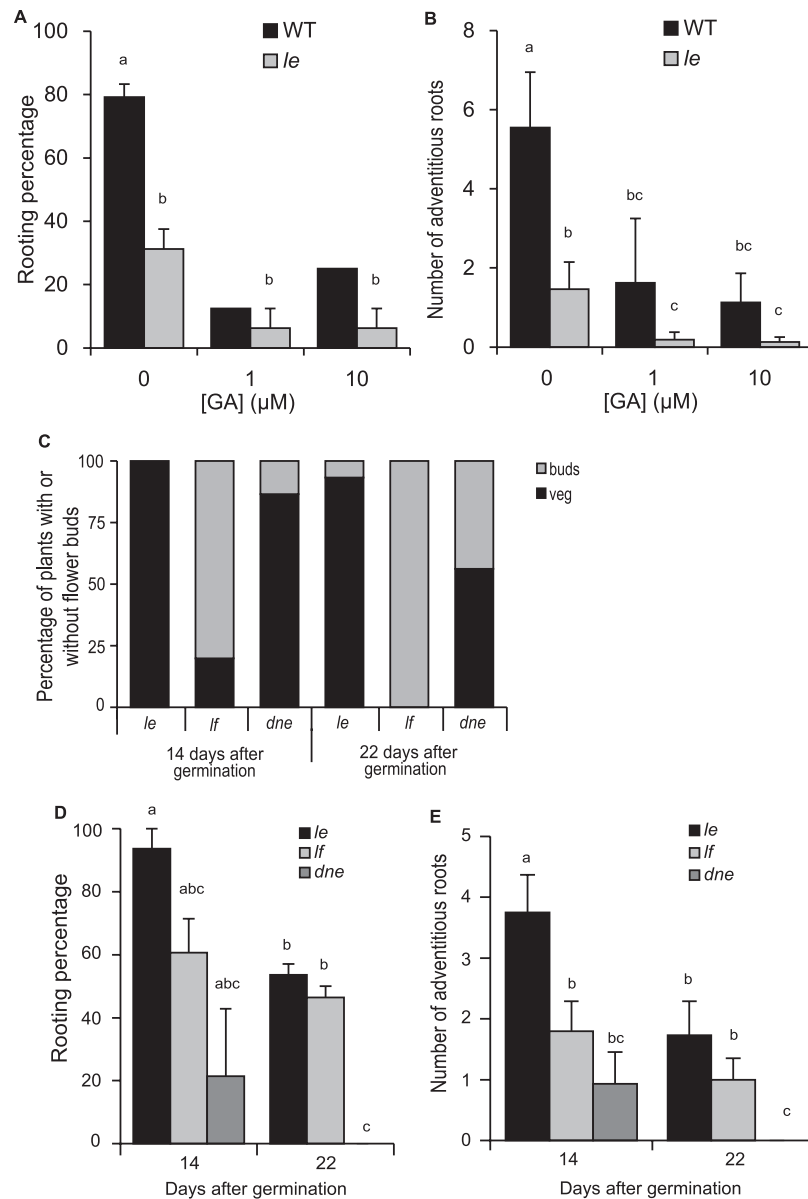 A
100
80
60
40
20
0
Rooting percentage
WT
le
a
b
b
b
0 1 10
[GA] (µM)
B
8
6
4
2
0
Number of adventitious roots
WT
le
a
b
bc
c
bc
c
0 1 10
[GA] (µM)
C
100
75
50
25
0
Percentage of plants with or
without flower buds
buds
veg
le lf dne le lf dne
14 days after
germination
22 days after
germination
D
100
80
60
40
20
0
Rooting percentage
le
lf
dne
a
abc
abc
b
b
c
14 22
Days after germination
E
5
4
3
2
1
0
Number of adventitious roots
le
lf
dne
a
b
bc
b
b
c
14 22
Days after germination